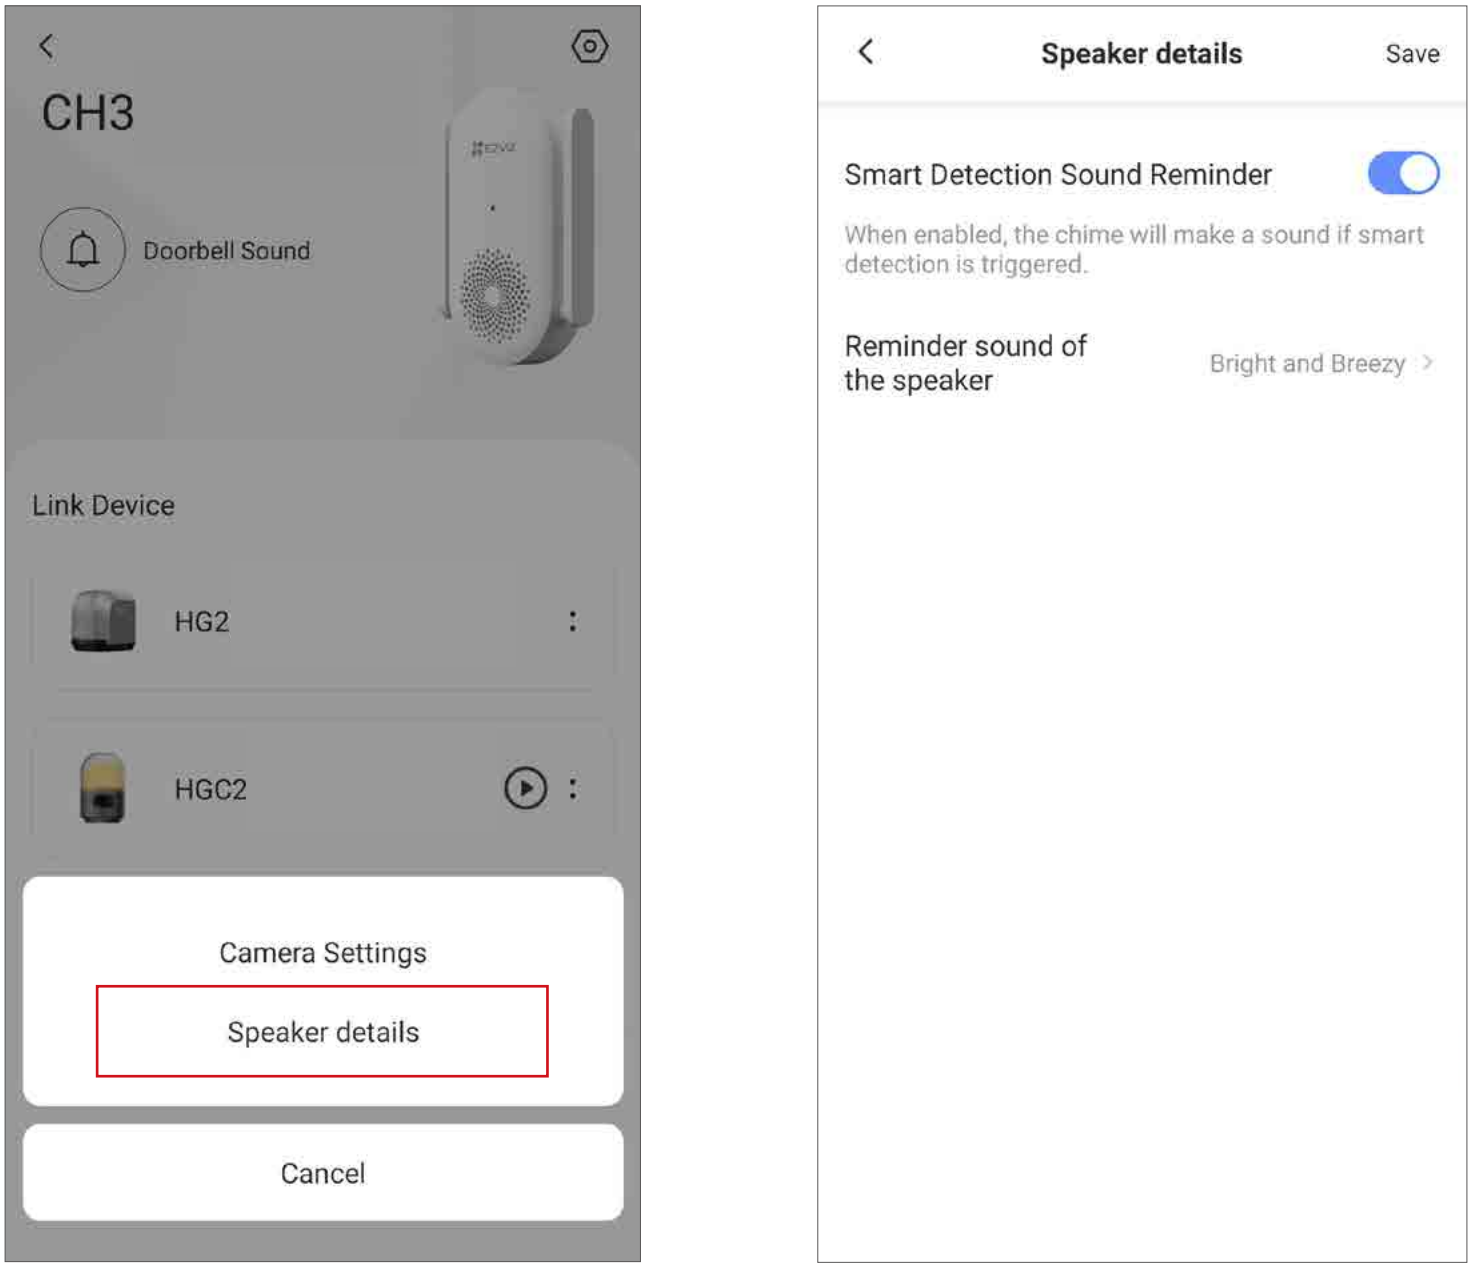 CH3
EZVIZ
Doorbell Sound
Link Device
HG2
HGC2
Camera Settings
Speaker details
Cancel
Speaker details
Save
Smart Detection Sound Reminder
When enabled, the chime will make a sound if smart
detection is triggered.
Reminder sound of
the speaker
Bright and Breezy